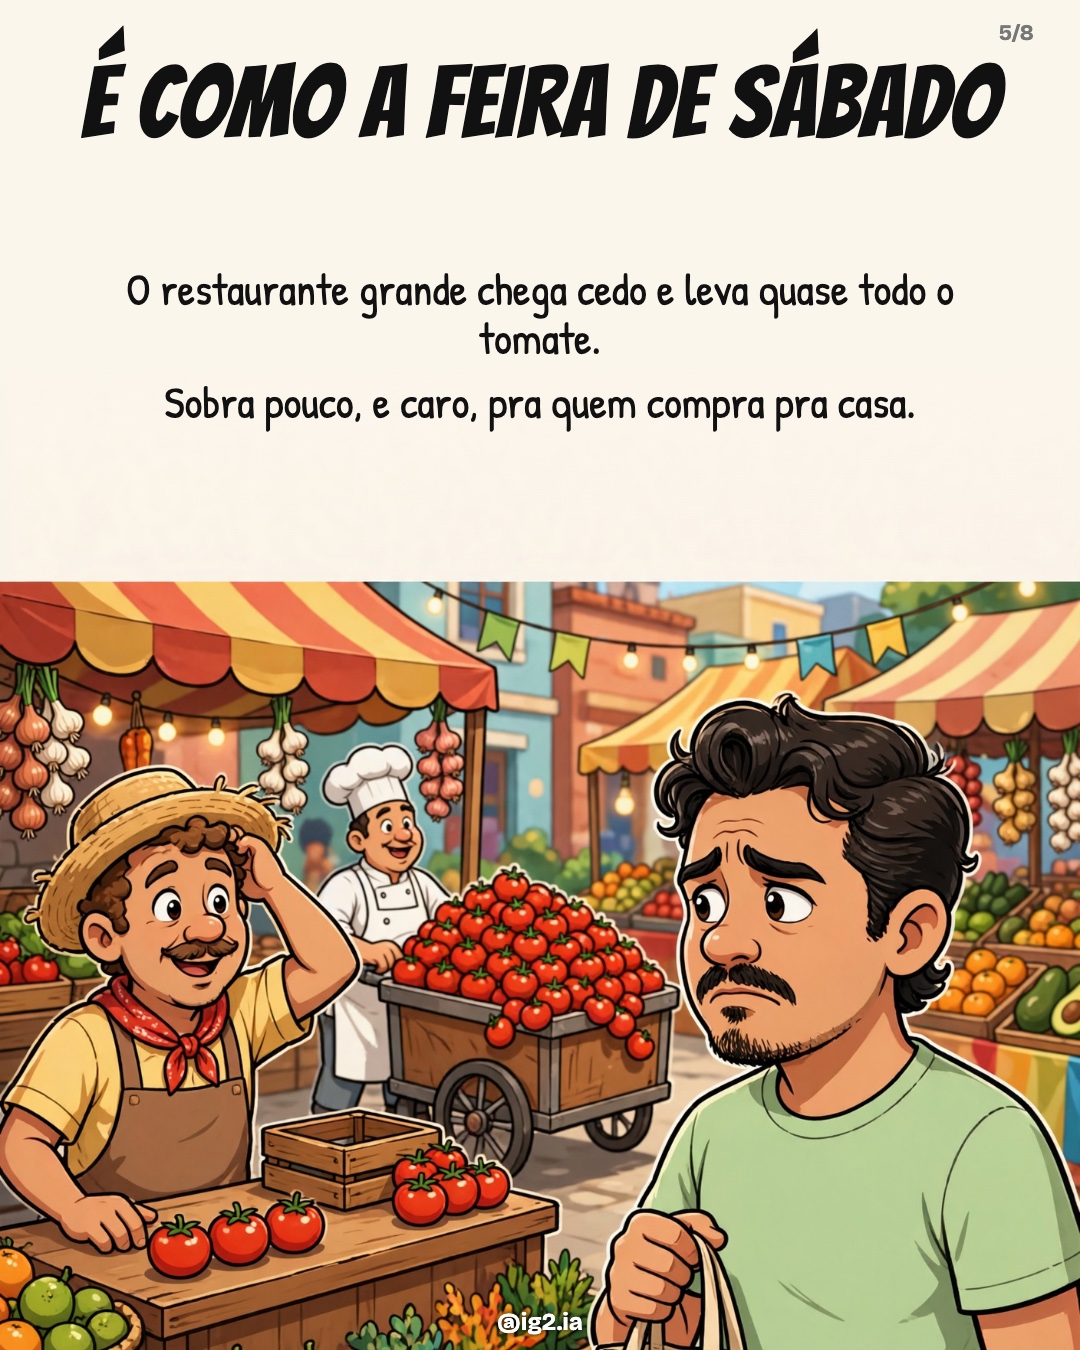 5/8
É COMO A FEIRA DE SÁBADO
O restaurante grande chega cedo e leva quase todo o
tomate.
Sobra pouco, e caro, pra quem compra pra casa.
@ig2.ia